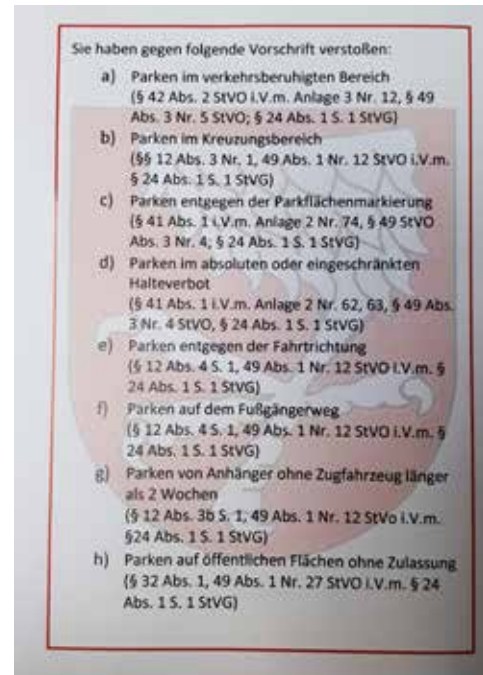 Sie haben gegen folgende Vorschrift verstoßen:
a) Parken im verkehrsberuhigten Bereich
(§ 42 Abs. 2 StVO i.V.m. Anlage 3 Nr. 12, § 49
Abs. 3 Nr. 5 StVO; § 24 Abs. 1 S. 1 StVG)
b) Parken im Kreuzungsbereich
(§§ 12 Abs. 3 Nr. 1, 49 Abs. 1 Nr. 12 StVO i.V.m.
§ 24 Abs. 1 S. 1 StVG)
c) Parken entgegen der Parkflächenmarkierung
(§ 41 Abs. 1 i.V.m. Anlage 2 Nr. 74, § 49 StVO
Abs. 3 Nr. 4; § 24 Abs. 1 S. 1 StVG)
d) Parken im absoluten oder eingeschränkten
Halteverbot
(§ 41 Abs. 1 i.V.m. Anlage 2 Nr. 62, 63, § 49 Abs.
3 Nr. 4 StVO, § 24 Abs. 1 S. 1 StVG)
e) Parken entgegen der Fahrtrichtung
(§ 12 Abs. 4 S. 1, 49 Abs. 1 Nr. 12 StVO i.V.m. §
24 Abs. 1 S. 1 StVG)
f) Parken auf dem Fußgängerweg
(§ 12 Abs. 4 S. 1, 49 Abs. 1 Nr. 12 StVO i.V.m. §
24 Abs. 1 S. 1 StVG)
g) Parken von Anhänger ohne Zugfahrzeug länger
als 2 Wochen
(§ 12 Abs. 3b S. 1, 49 Abs. 1 Nr. 12 StVo i.V.m.
§24 Abs. 1 S. 1 StVG)
h) Parken auf öffentlichen Flächen ohne Zulassung
(§ 32 Abs. 1, 49 Abs. 1 Nr. 27 StVO i.V.m. § 24
Abs. 1 S. 1 StVG)